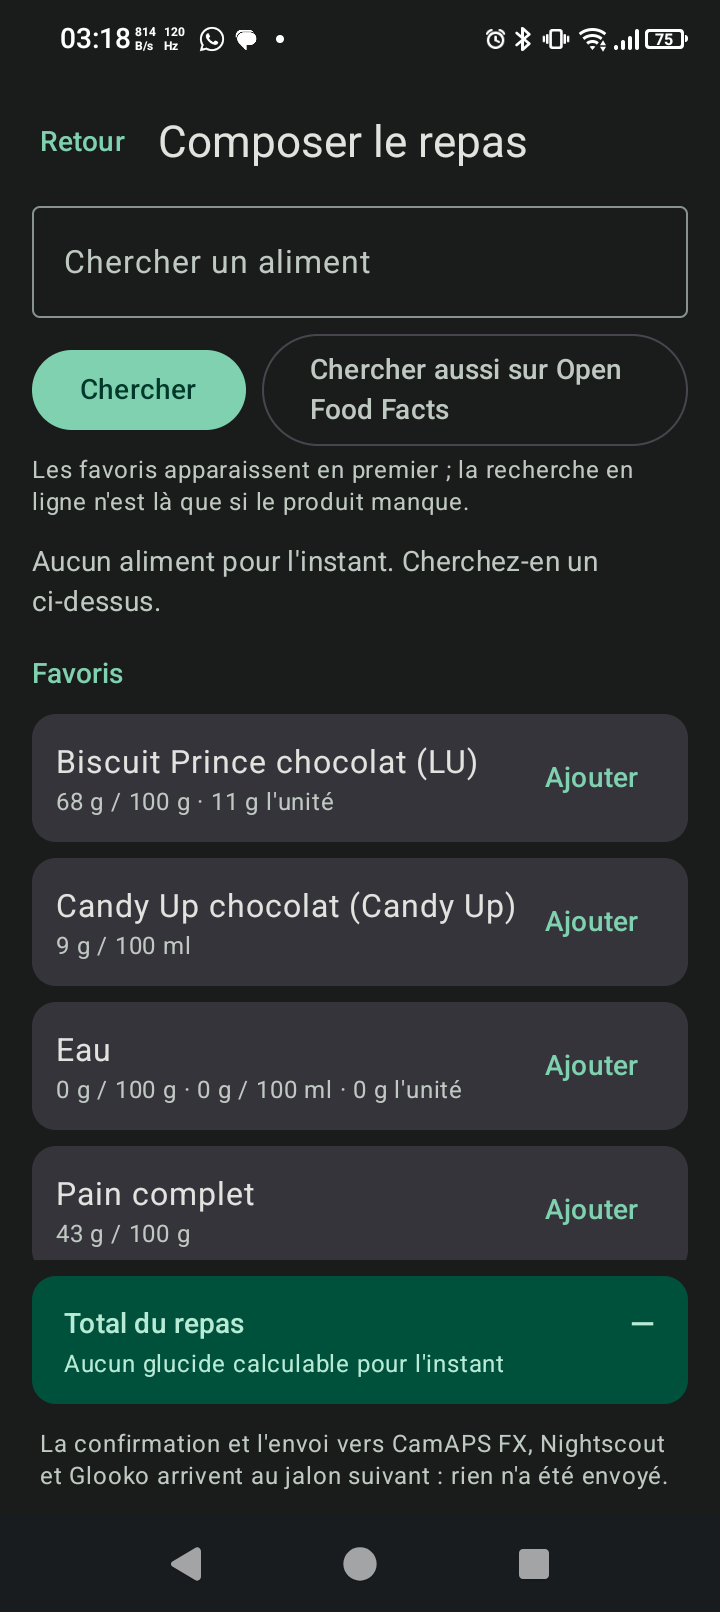 03:18 814 B/s 120 Hz 75
Retour Composer le repas
Chercher un aliment
Chercher
Chercher aussi sur Open
Food Facts
Les favoris apparaissent en premier ; la recherche en
ligne n'est là que si le produit manque.
Aucun aliment pour l'instant. Cherchez-en un
ci-dessus.
Favoris
Biscuit Prince chocolat (LU)
68 g / 100 g · 11 g l'unité
Ajouter
Candy Up chocolat (Candy Up)
9 g / 100 ml
Ajouter
Eau
0 g / 100 g · 0 g / 100 ml · 0 g l'unité
Ajouter
Pain complet
43 g / 100 g
Ajouter
Total du repas —
Aucun glucide calculable pour l'instant
La confirmation et l'envoi vers CamAPS FX, Nightscout
et Glooko arrivent au jalon suivant : rien n'a été envoyé.